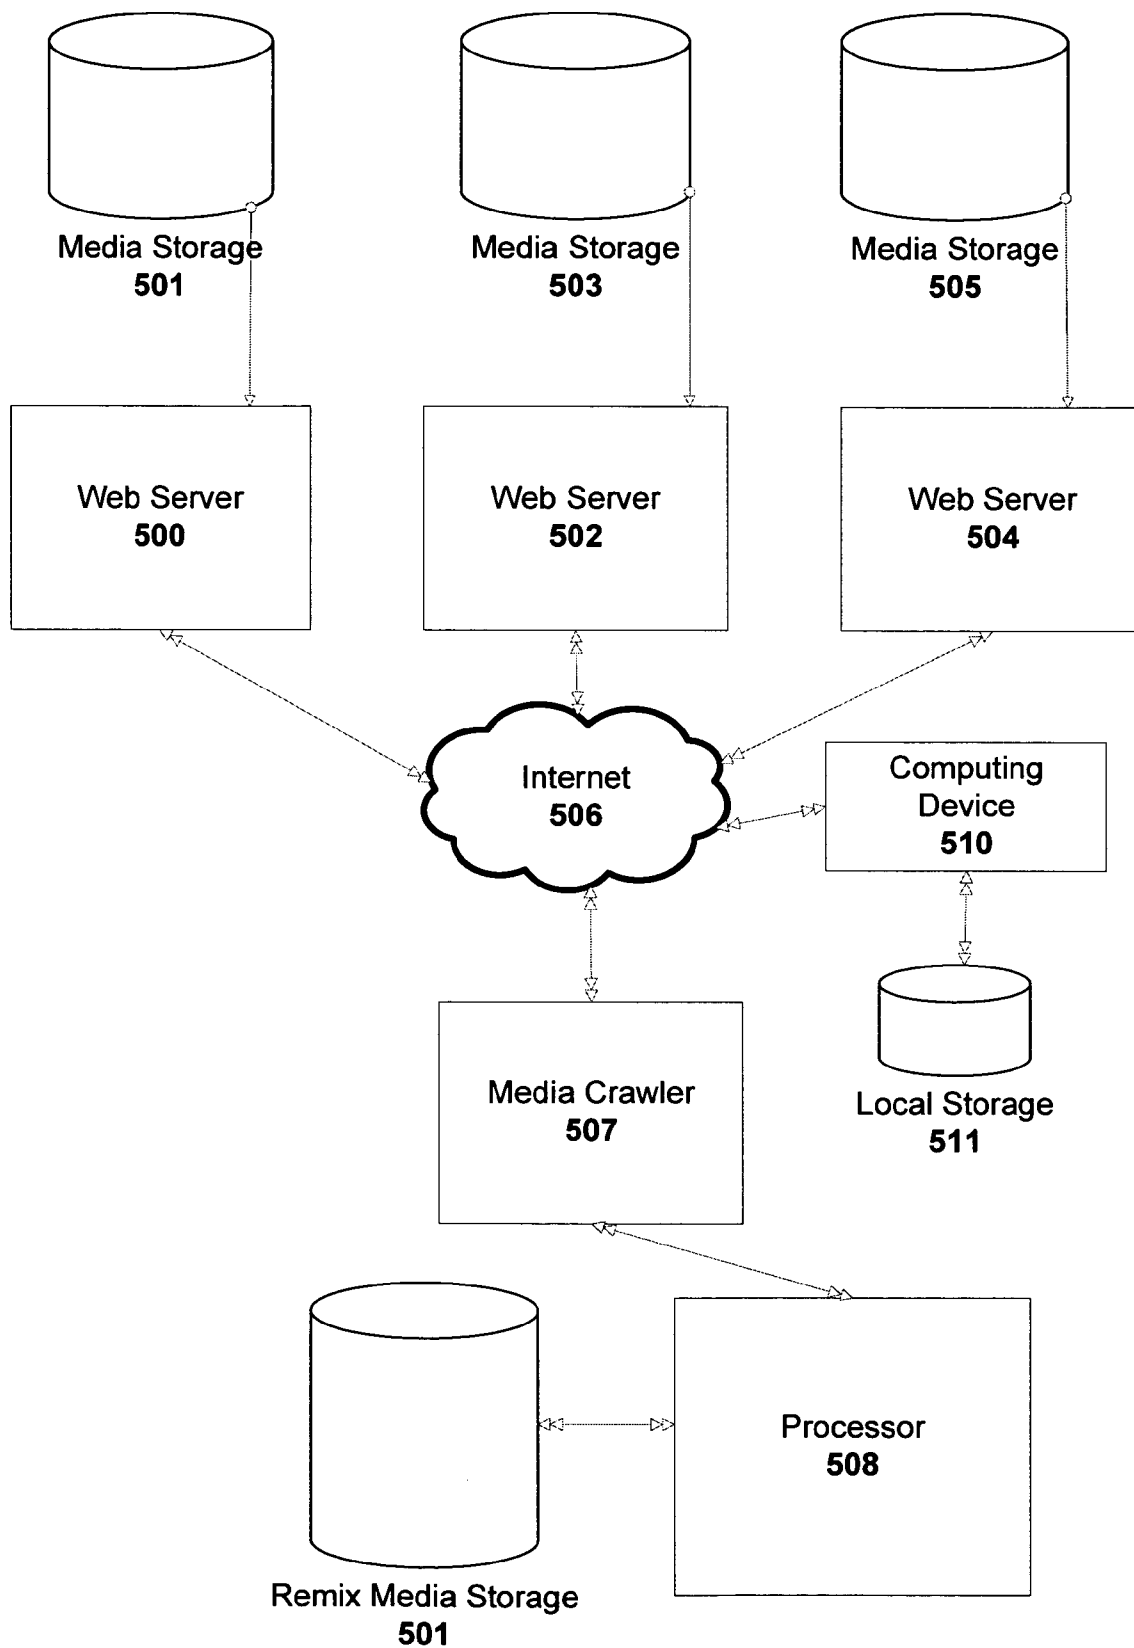 Media Storage
501
Media Storage
503
Media Storage
505
Web Server
500
Web Server
502
Web Server
504
Internet
506
Computing
Device
510
Media Crawler
507
Local Storage
511
Processor
508
Remix Media Storage
501